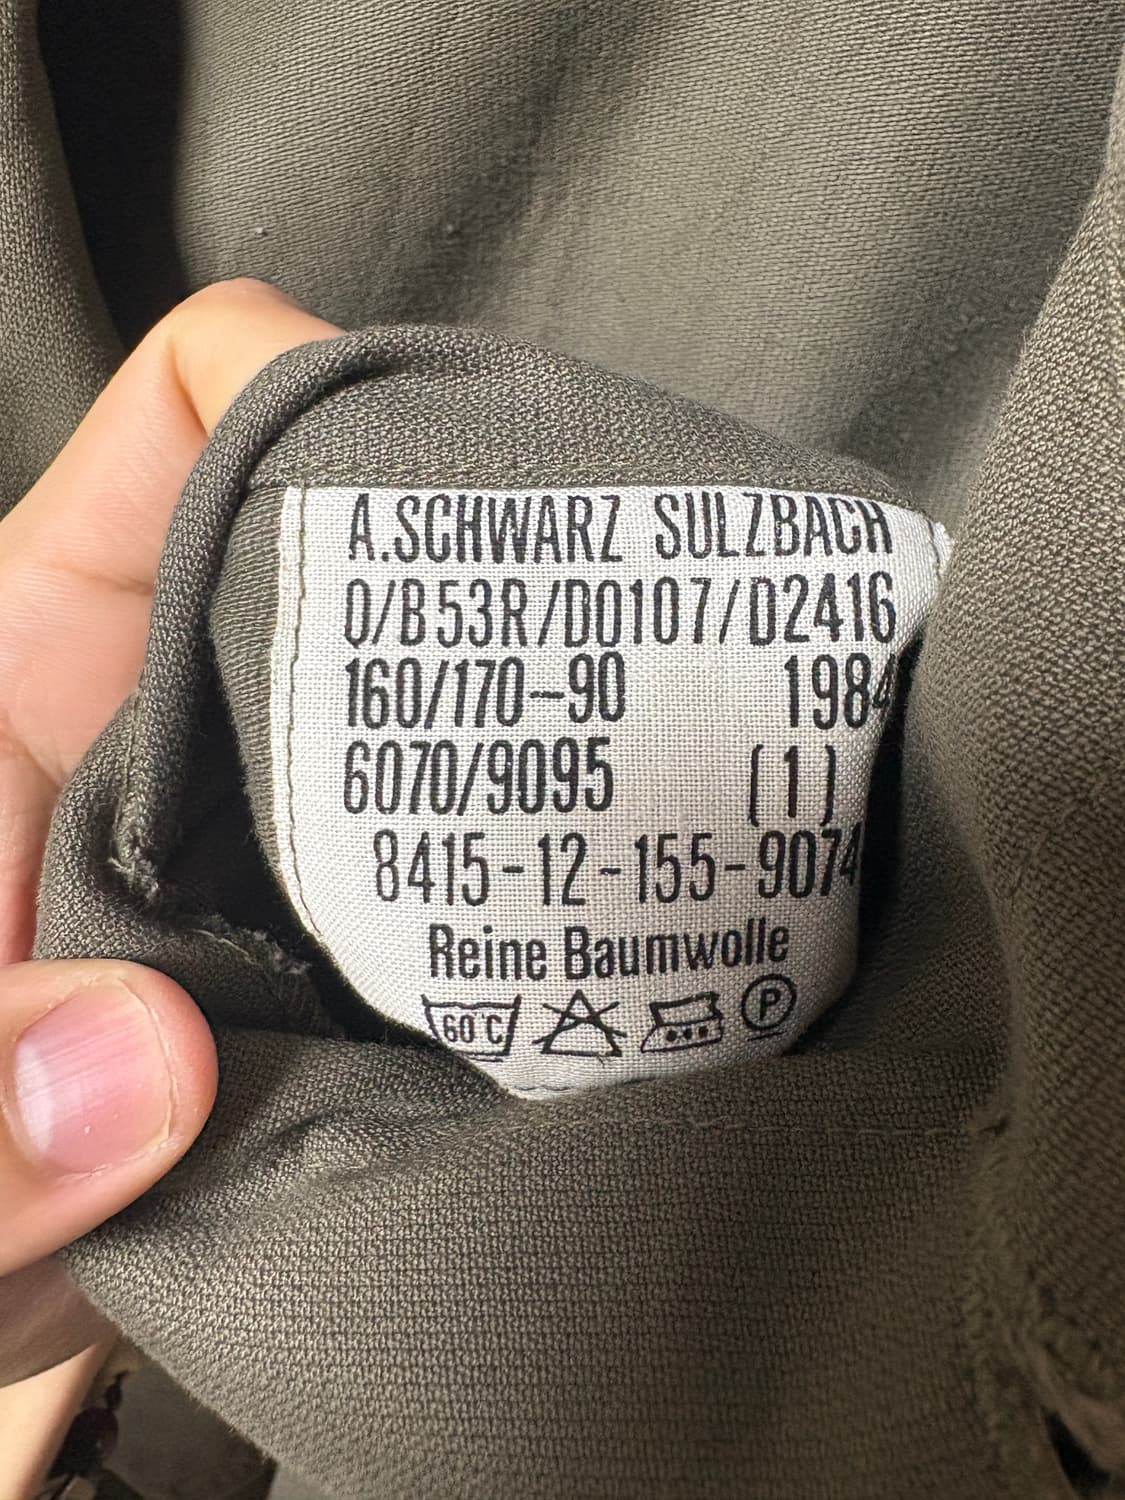 A.SCHWARZ SULZBACH
O/B53R/D0107/D2416
160/170-90 1984
6070/9095 (1)
8415-12-155-9074
Reine Baumwolle
60 C P